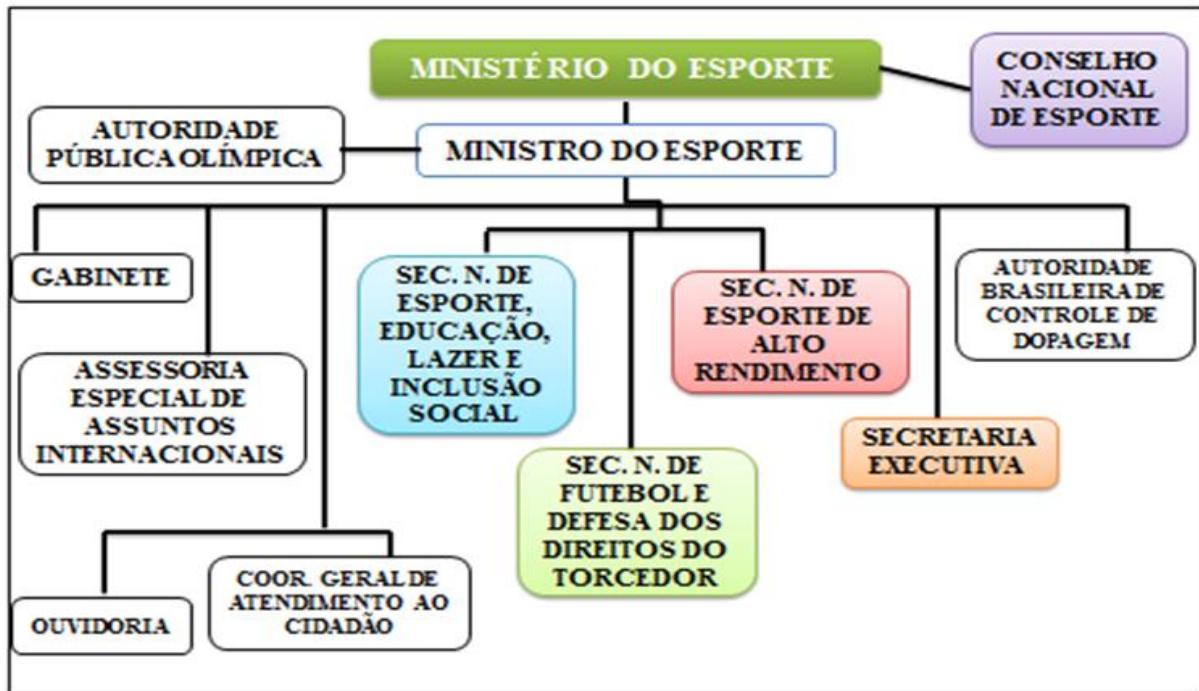 MINISTÉRIO DO ESPORTE
CONSELHO
NACIONAL
DE ESPORTE
AUTORIDADE
PÚBLICA OLÍMPICA
MINISTRO DO ESPORTE
GABINETE
ASSESSORIA
ESPECIAL DE
ASSUNTOS
INTERNACIONAIS
OUVIDORIA
COOR. GERAL DE
ATENDIMENTO AO
CIDADÃO
SEC. N. DE
ESPORTE,
EDUCAÇÃO,
LAZER E
INCLUSÃO
SOCIAL
SEC. N. DE
FUTEBOL E
DEFESA DOS
DIREITOS DO
TORCEDOR
SEC. N. DE
ESPORTE DE
ALTO
RENDIMENTO
SECRETARIA
EXECUTIVA
AUTORIDADE
BRASILEIRA DE
CONTROLE DE
DOPAGEM